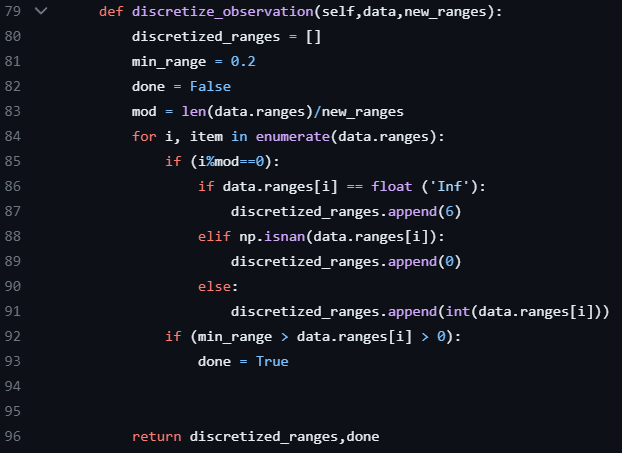 79 def discretize_observation(self,data,new_ranges):
80 discretized_ranges = []
81 min_range = 0.2
82 done = False
83 mod = len(data.ranges)/new_ranges
84 for i, item in enumerate(data.ranges):
85 if (i%mod==0):
86 if data.ranges[i] == float ('Inf'):
87 discretized_ranges.append(6)
88 elif np.isnan(data.ranges[i]):
89 discretized_ranges.append(0)
90 else:
91 discretized_ranges.append(int(data.ranges[i]))
92 if (min_range > data.ranges[i] > 0):
93 done = True
94
95
96 return discretized_ranges,done